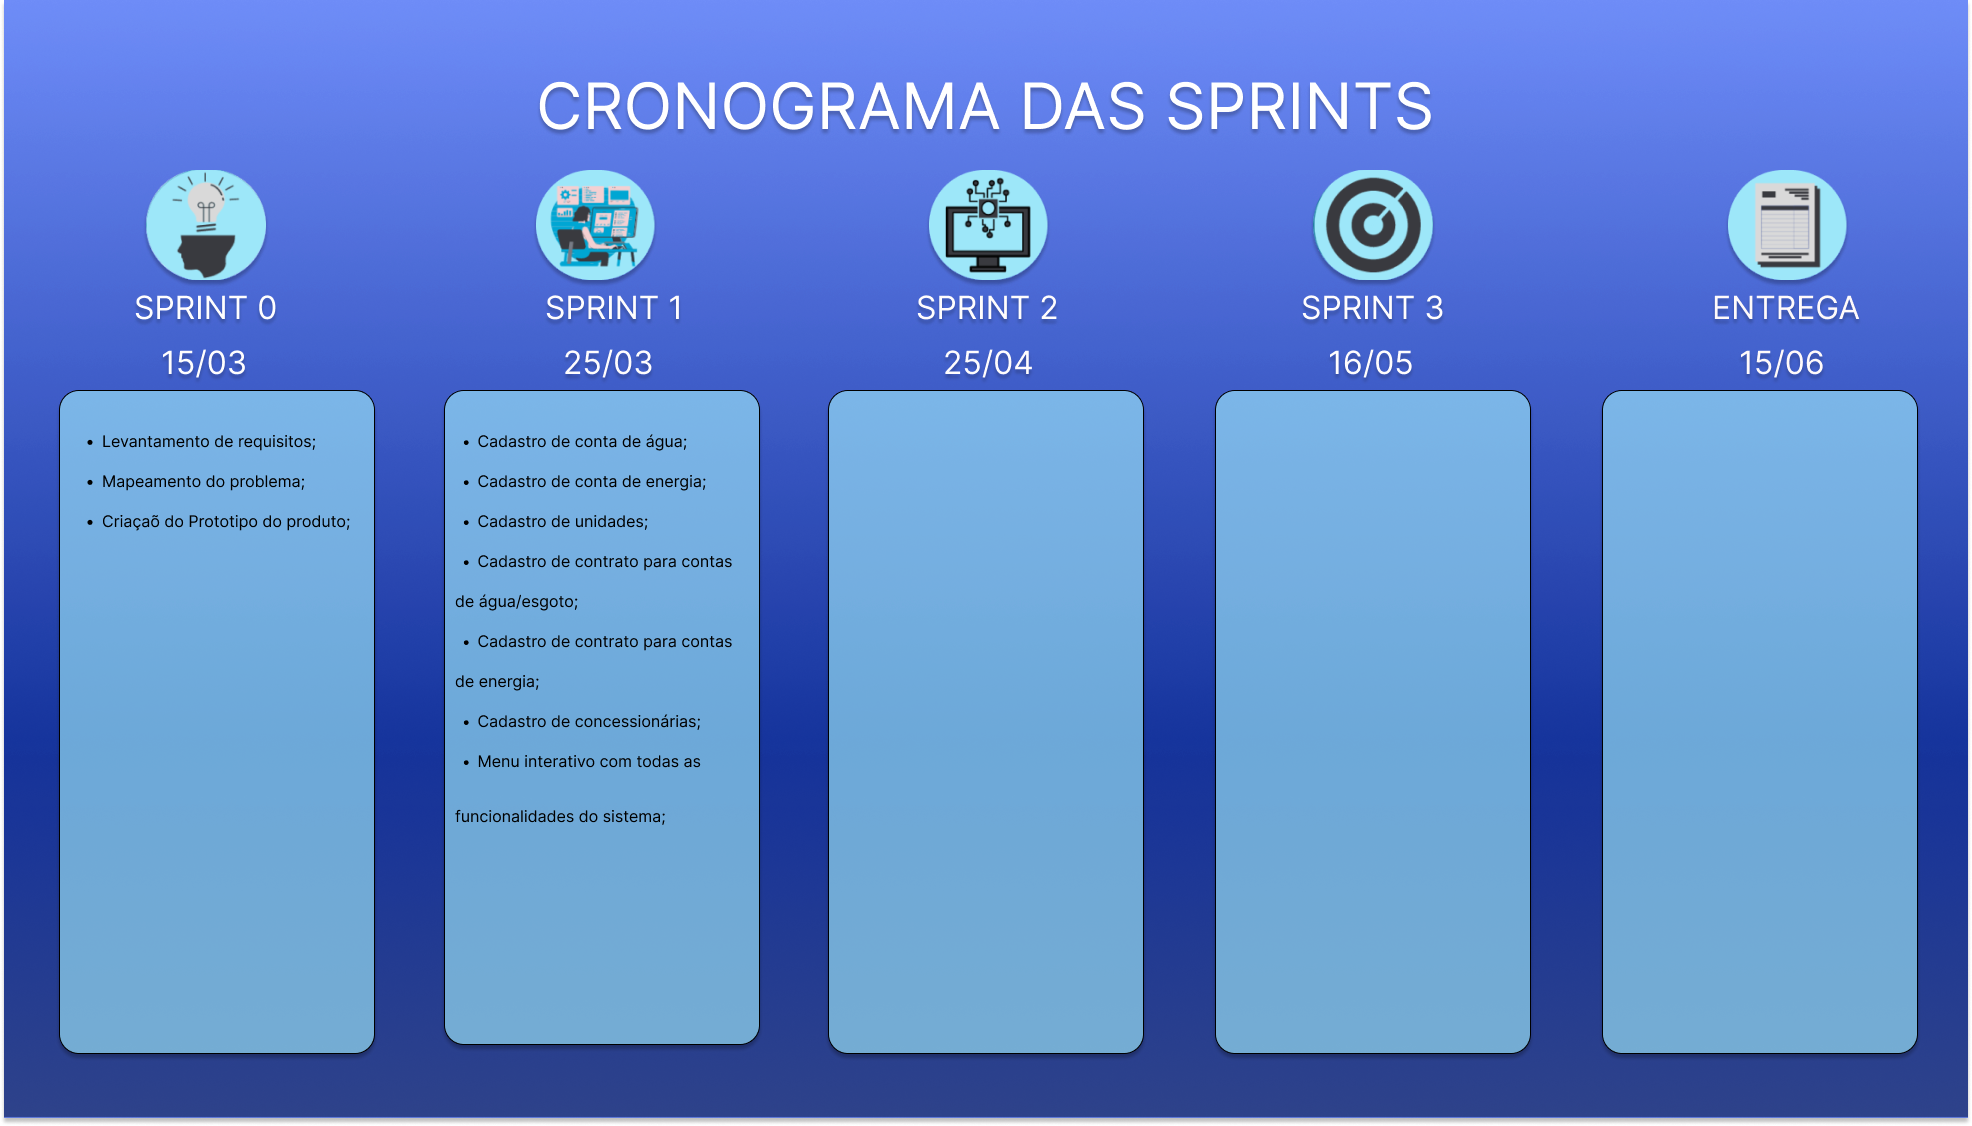 CRONOGRAMA DAS SPRINTS
SPRINT 0
15/03
• Levantamento de requisitos;
• Mapeamento do problema;
• Criaçaõ do Prototipo do produto;
SPRINT 1
25/03
• Cadastro de conta de água;
• Cadastro de conta de energia;
• Cadastro de unidades;
• Cadastro de contrato para contas
de água/esgoto;
• Cadastro de contrato para contas
de energia;
• Cadastro de concessionárias;
• Menu interativo com todas as
funcionalidades do sistema;
SPRINT 2
25/04
SPRINT 3
16/05
ENTREGA
15/06